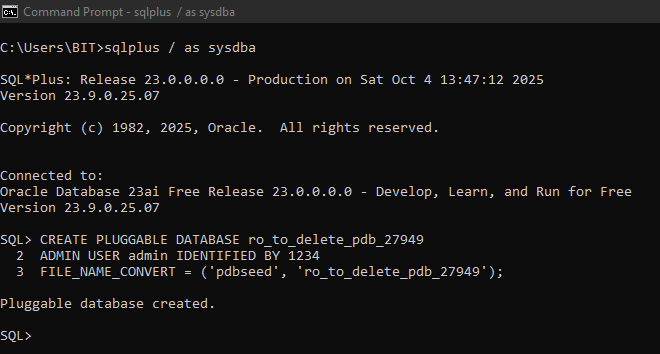 Command Prompt - sqlplus / as sysdba
C:\Users\BIT>sqlplus / as sysdba
SQL*Plus: Release 23.0.0.0.0 - Production on Sat Oct 4 13:47:12 2025
Version 23.9.0.25.07
Copyright (c) 1982, 2025, Oracle.  All rights reserved.
Connected to:
Oracle Database 23ai Free Release 23.0.0.0.0 - Develop, Learn, and Run for Free
Version 23.9.0.25.07
SQL> CREATE PLUGGABLE DATABASE ro_to_delete_pdb_27949
  2  ADMIN USER admin IDENTIFIED BY 1234
  3  FILE_NAME_CONVERT = ('pdbseed', 'ro_to_delete_pdb_27949');
Pluggable database created.
SQL>